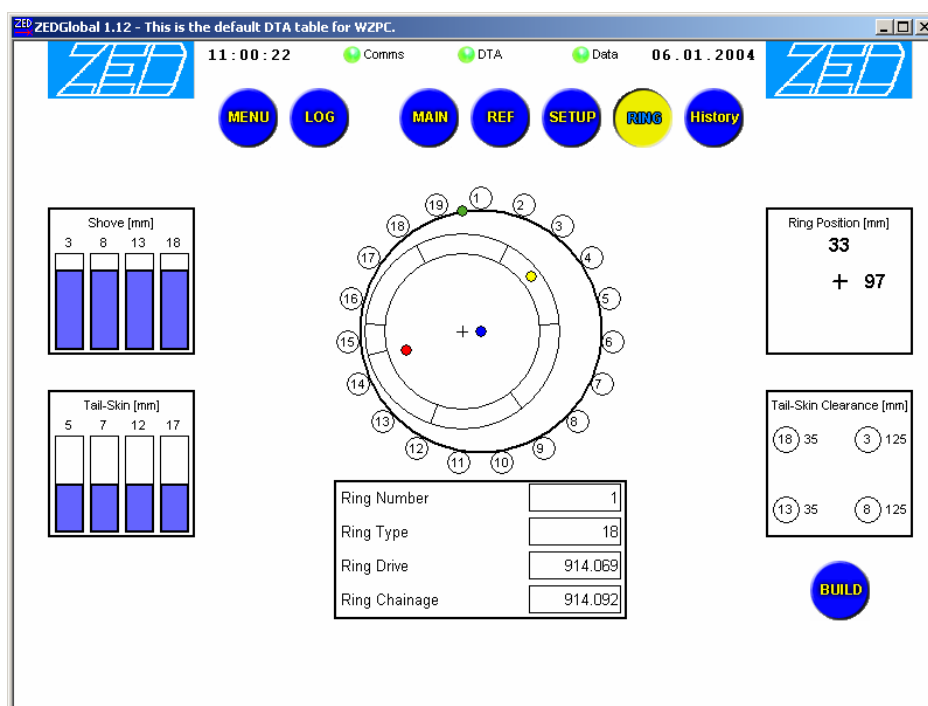 ZED ZEDGlobal 1.12 - This is the default DTA table for WZPC.
ZED 11:00:22 Comms DTA Data 06.01.2004 ZED
MENU LOG MAIN REF SETUP RING History
Shove [mm]
3 8 13 18
Tail-Skin [mm]
5 7 12 17
1
2
3
4
5
6
7
8
9
10
11
12
13
14
15
16
17
18
19
Ring Number 1
Ring Type 18
Ring Drive 914.069
Ring Chainage 914.092
Ring Position [mm]
33
97
Tail-Skin Clearance [mm]
18 35 3 125
13 35 8 125
BUILD